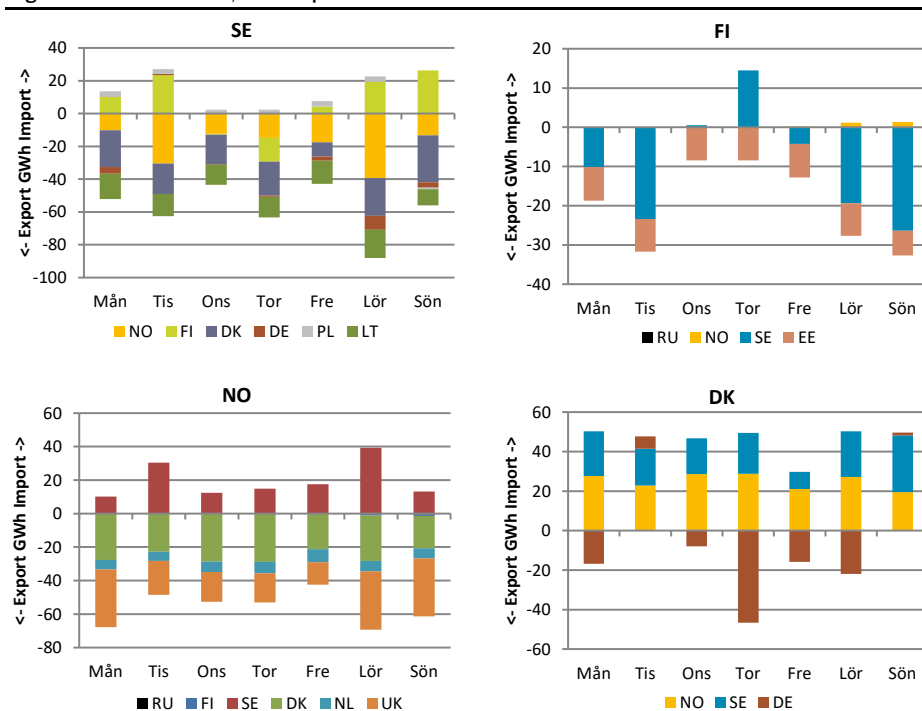 SE
<- Export GWh Import ->
40
20
0
-20
-40
-60
-80
-100
Mån Tis Ons Tor Fre Lör Sön
NO FI DK DE PL LT
FI
<- Export GWh Import ->
20
10
0
-10
-20
-30
-40
Mån Tis Ons Tor Fre Lör Sön
RU NO SE EE
NO
<- Export GWh Import ->
60
40
20
0
-20
-40
-60
-80
Mån Tis Ons Tor Fre Lör Sön
RU FI SE DK NL UK
DK
<- Export GWh Import ->
60
40
20
0
-20
-40
-60
Mån Tis Ons Tor Fre Lör Sön
NO SE DE